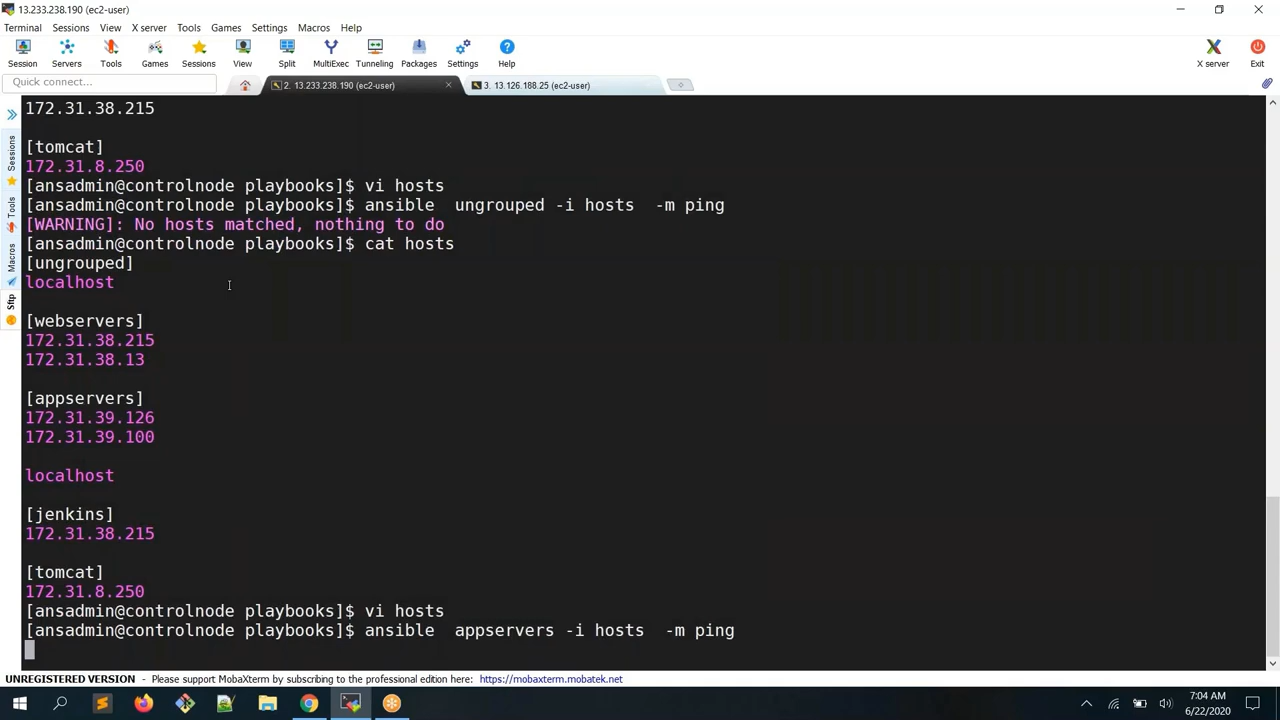 13.233.238.190 (ec2-user)
Terminal Sessions View X server Tools Games Settings Macros Help
Session Servers Tools Games Sessions View Split MultiExec Tunneling Packages Settings Help X server Exit
Quick connect...
2. 13.233.238.190 (ec2-user)
3. 13.126.188.25 (ec2-user)
Sessions
Tools
Macros
Sftp
172.31.38.215
[tomcat]
172.31.8.250
[ansadmin@controlnode playbooks]$ vi hosts
[ansadmin@controlnode playbooks]$ ansible  ungrouped -i hosts  -m ping
[WARNING]: No hosts matched, nothing to do
[ansadmin@controlnode playbooks]$ cat hosts
[ungrouped]
localhost
[webservers]
172.31.38.215
172.31.38.13
[appservers]
172.31.39.126
172.31.39.100
localhost
[jenkins]
172.31.38.215
[tomcat]
172.31.8.250
[ansadmin@controlnode playbooks]$ vi hosts
[ansadmin@controlnode playbooks]$ ansible  appservers -i hosts  -m ping
UNREGISTERED VERSION - Please support MobaXterm by subscribing to the professional edition here: https://mobaxterm.mobatek.net
7:04 AM
6/22/2020